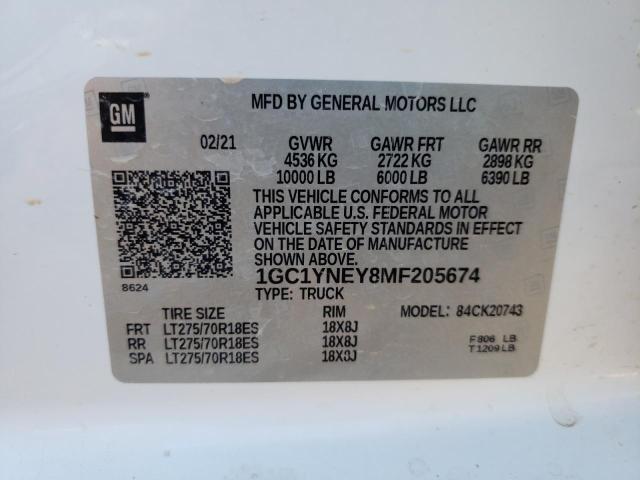 GM
MFD BY GENERAL MOTORS LLC
02/21 GVWR GAWR FRT GAWR RR
4536 KG 2722 KG 2898 KG
10000 LB 6000 LB 6390 LB
THIS VEHICLE CONFORMS TO ALL
APPLICABLE U.S. FEDERAL MOTOR
VEHICLE SAFETY STANDARDS IN EFFECT
ON THE DATE OF MANUFACTURE
SHOWN ABOVE.
8624
1GC1YNEY8MF205674
TYPE: TRUCK
TIRE SIZE RIM MODEL: 84CK20743
FRT LT275/70R18ES 18X8J
RR LT275/70R18ES 18X8J
SPA LT275/70R18ES 18X8J
F806 LB
T1209LB